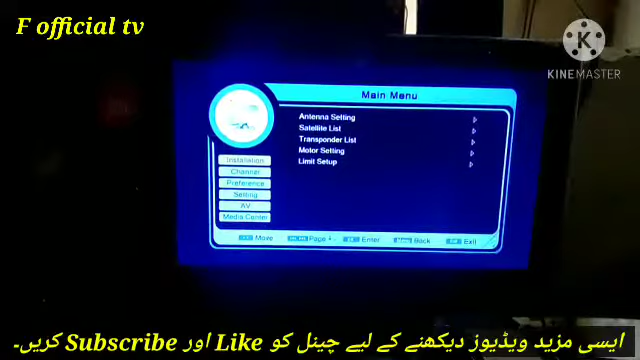 F official tv
KINEMASTER
Main Menu
Antenna Setting
Satellite List
Transponder List
Motor Setting
Limit Setup
Installation
Channel
Preference
Setting
AV
Media Center
Move Page Enter Menu Back Exit Exit
ایسی مزید ویڈیوز دیکھنے کے لیے چینل کو Like اور Subscribe کریں۔